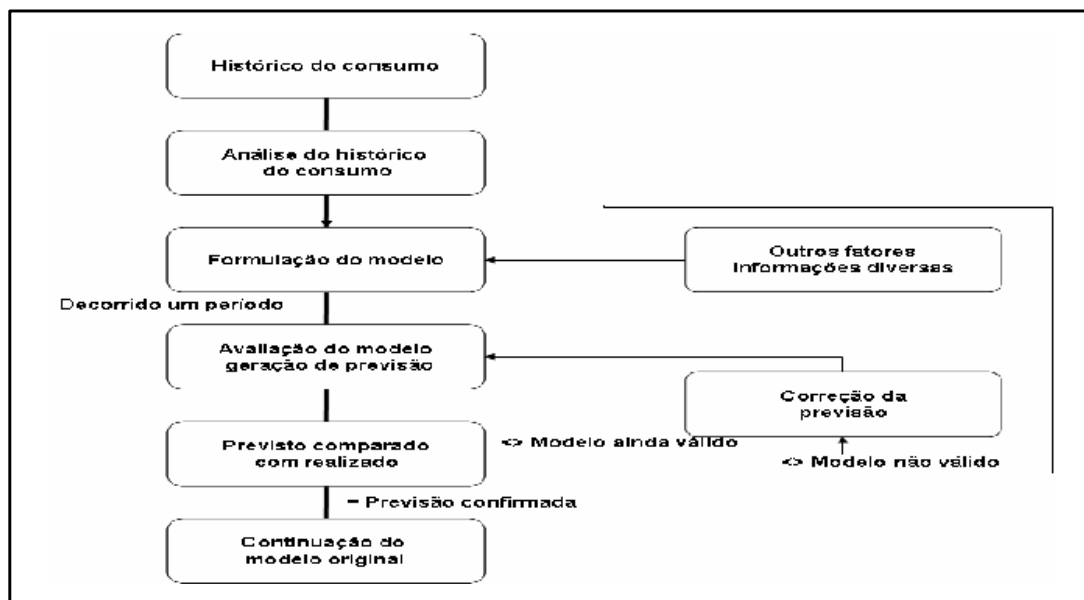 Histórico do consumo
Análise do histórico
do consumo
Formulação do modelo
Outros fatores
Informações diversas
Decorrido um período
Avaliação do modelo
geração de previsão
Correção da
previsão
Previsto comparado
com realizado
<> Modelo ainda válido
<> Modelo não válido
= Previsão confirmada
Continuação do
modelo original